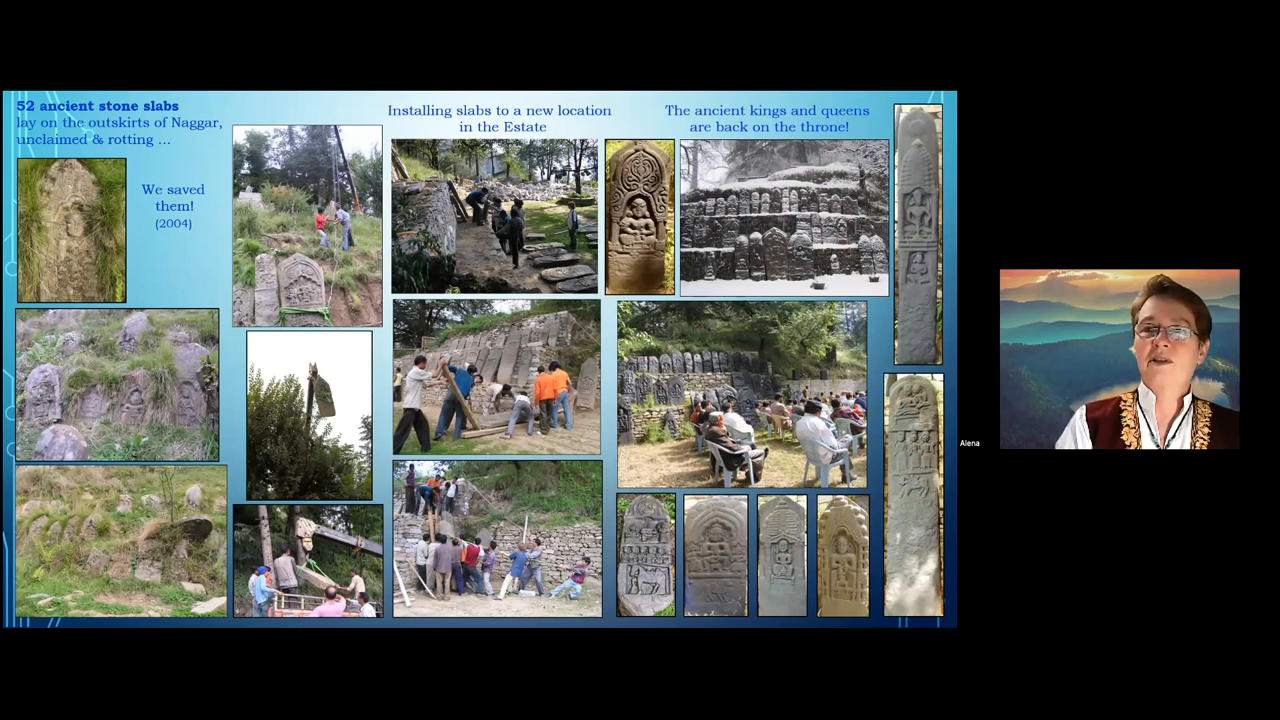 52 ancient stone slabs
lay on the outskirts of Naggar,
unclaimed & rotting ...
We saved
them!
(2004)
Installing slabs to a new location
in the Estate
The ancient kings and queens
are back on the throne!
Alena